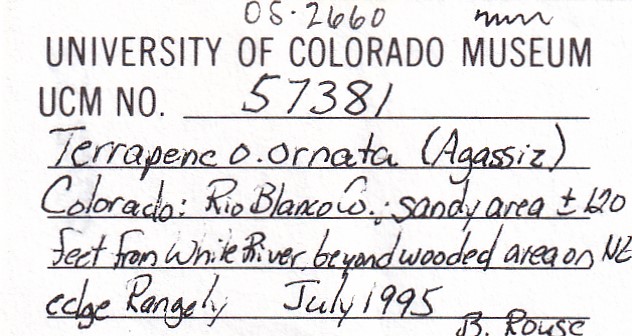 OS-2660
UNIVERSITY OF COLORADO MUSEUM
UCM NO. 57381
Terrapene o. ornata (Agassiz)
Colorado: Rio Blanco Co.: sandy area ± 120
feet from White River, beyond wooded area on NE
edge Rangely July 1995
B. Rouse